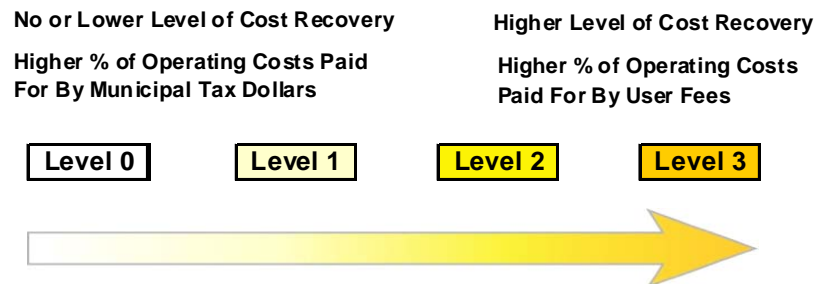 No or Lower Level of Cost Recovery
Higher % of Operating Costs Paid
For By Municipal Tax Dollars
Higher Level of Cost Recovery
Higher % of Operating Costs
Paid For By User Fees
Level 0
Level 1
Level 2
Level 3